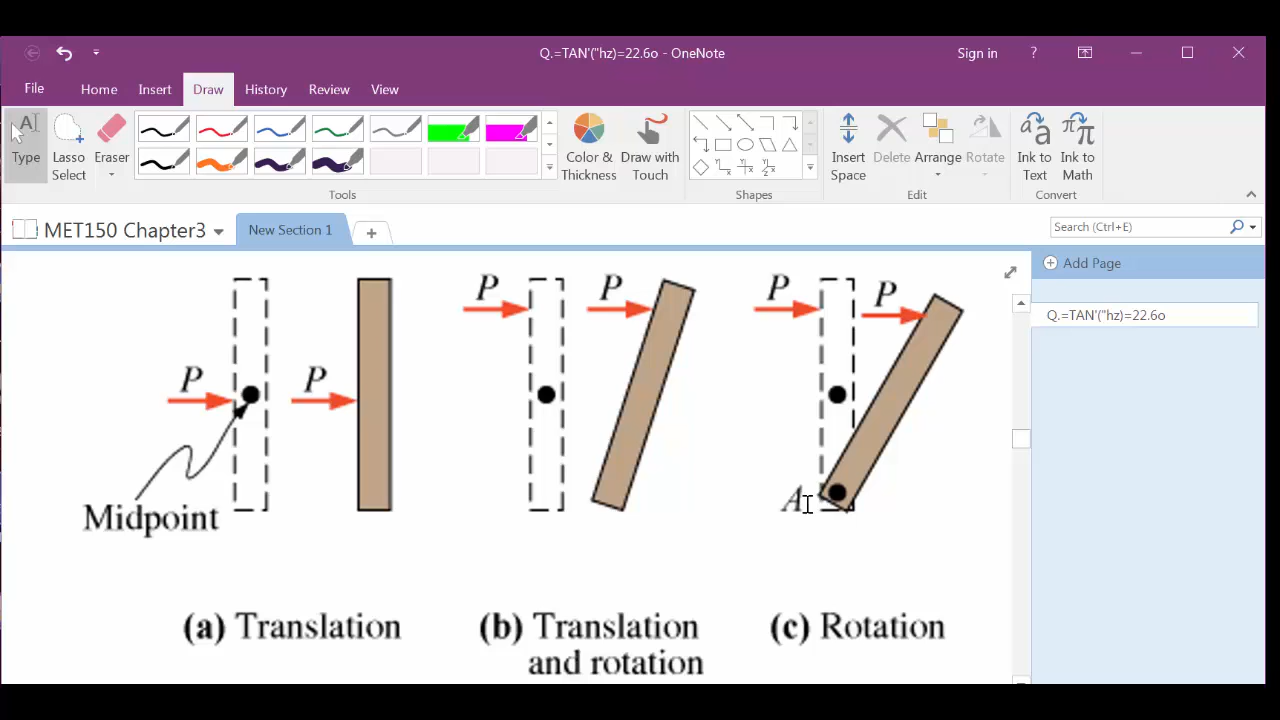 Q.=TAN'("hz)=22.6o - OneNote
Sign in
?
File
Home
Insert
Draw
History
Review
View
Type
Lasso
Select
Eraser
Color &
Thickness
Draw with
Touch
Insert
Space
Delete
Arrange
Rotate
Ink to
Text
Ink to
Math
Tools
Shapes
Edit
Convert
MET150 Chapter3
New Section 1
Search (Ctrl+E)
Add Page
Q.=TAN'("hz)=22.6o
P
P
P
P
P
P
Midpoint
A
(a) Translation
(b) Translation
and rotation
(c) Rotation